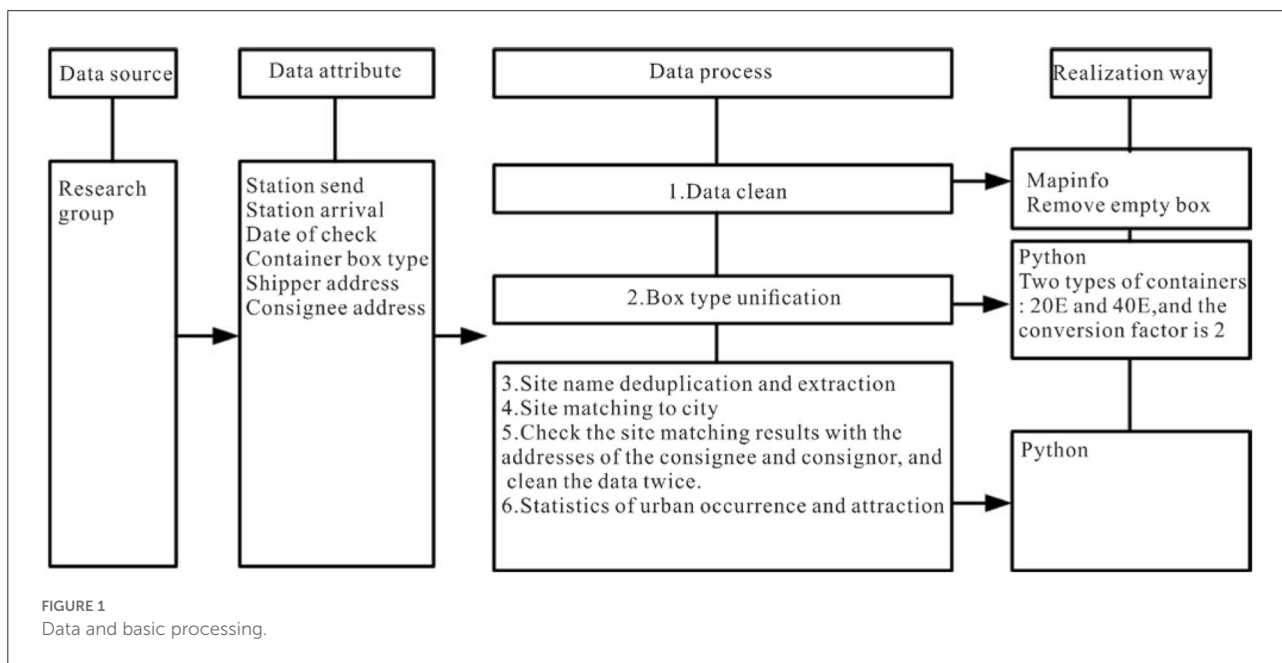 Data source
Data attribute
Data process
Realization way
Research
group
Station send
Station arrival
Date of check
Container box type
Shipper address
Consignee address
1.Data clean
2.Box type unification
3.Site name deduplication and extraction
4.Site matching to city
5.Check the site matching results with the
addresses of the consignee and consignor, and
clean the data twice.
6.Statistics of urban occurrence and attraction
Mapinfo
Remove empty box
Python
Two types of containers
: 20E and 40E,and the
conversion factor is 2
Python
FIGURE 1
Data and basic processing.